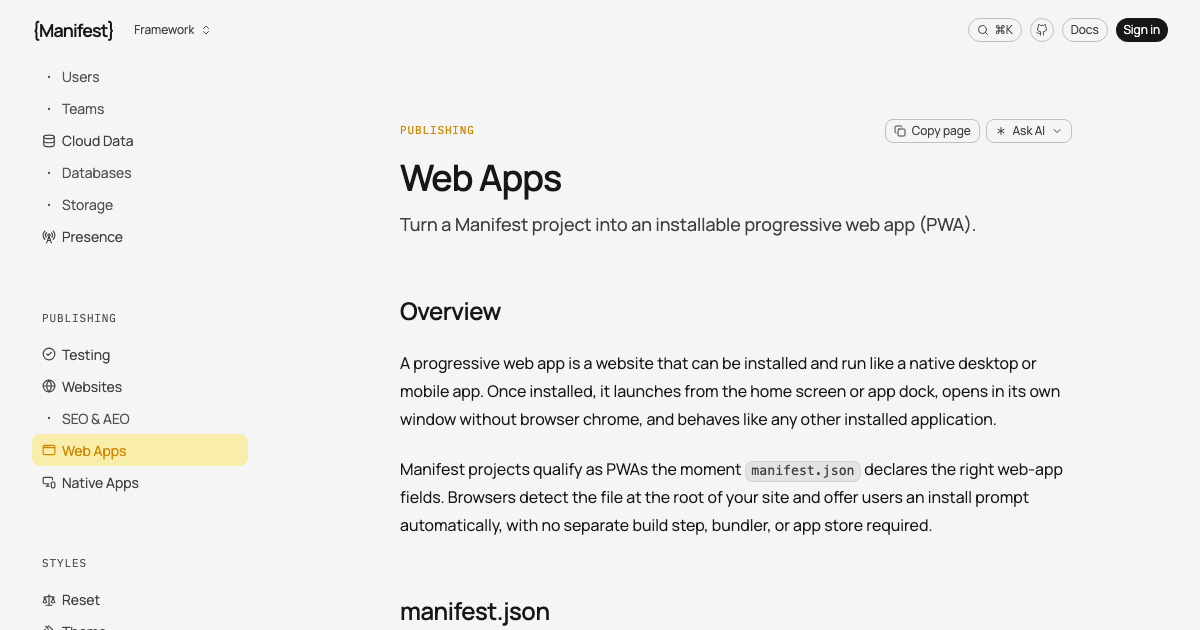 {Manifest}
Framework
⌘K
Docs
Sign in
Users
Teams
Cloud Data
Databases
Storage
Presence
PUBLISHING
Testing
Websites
SEO & AEO
Web Apps
Native Apps
STYLES
Reset
Theme
PUBLISHING
Copy page
Ask AI
Web Apps
Turn a Manifest project into an installable progressive web app (PWA).
Overview
A progressive web app is a website that can be installed and run like a native desktop or
mobile app. Once installed, it launches from the home screen or app dock, opens in its own
window without browser chrome, and behaves like any other installed application.
Manifest projects qualify as PWAs the moment manifest.json declares the right web-app
fields. Browsers detect the file at the root of your site and offer users an install prompt
automatically, with no separate build step, bundler, or app store required.
manifest.json